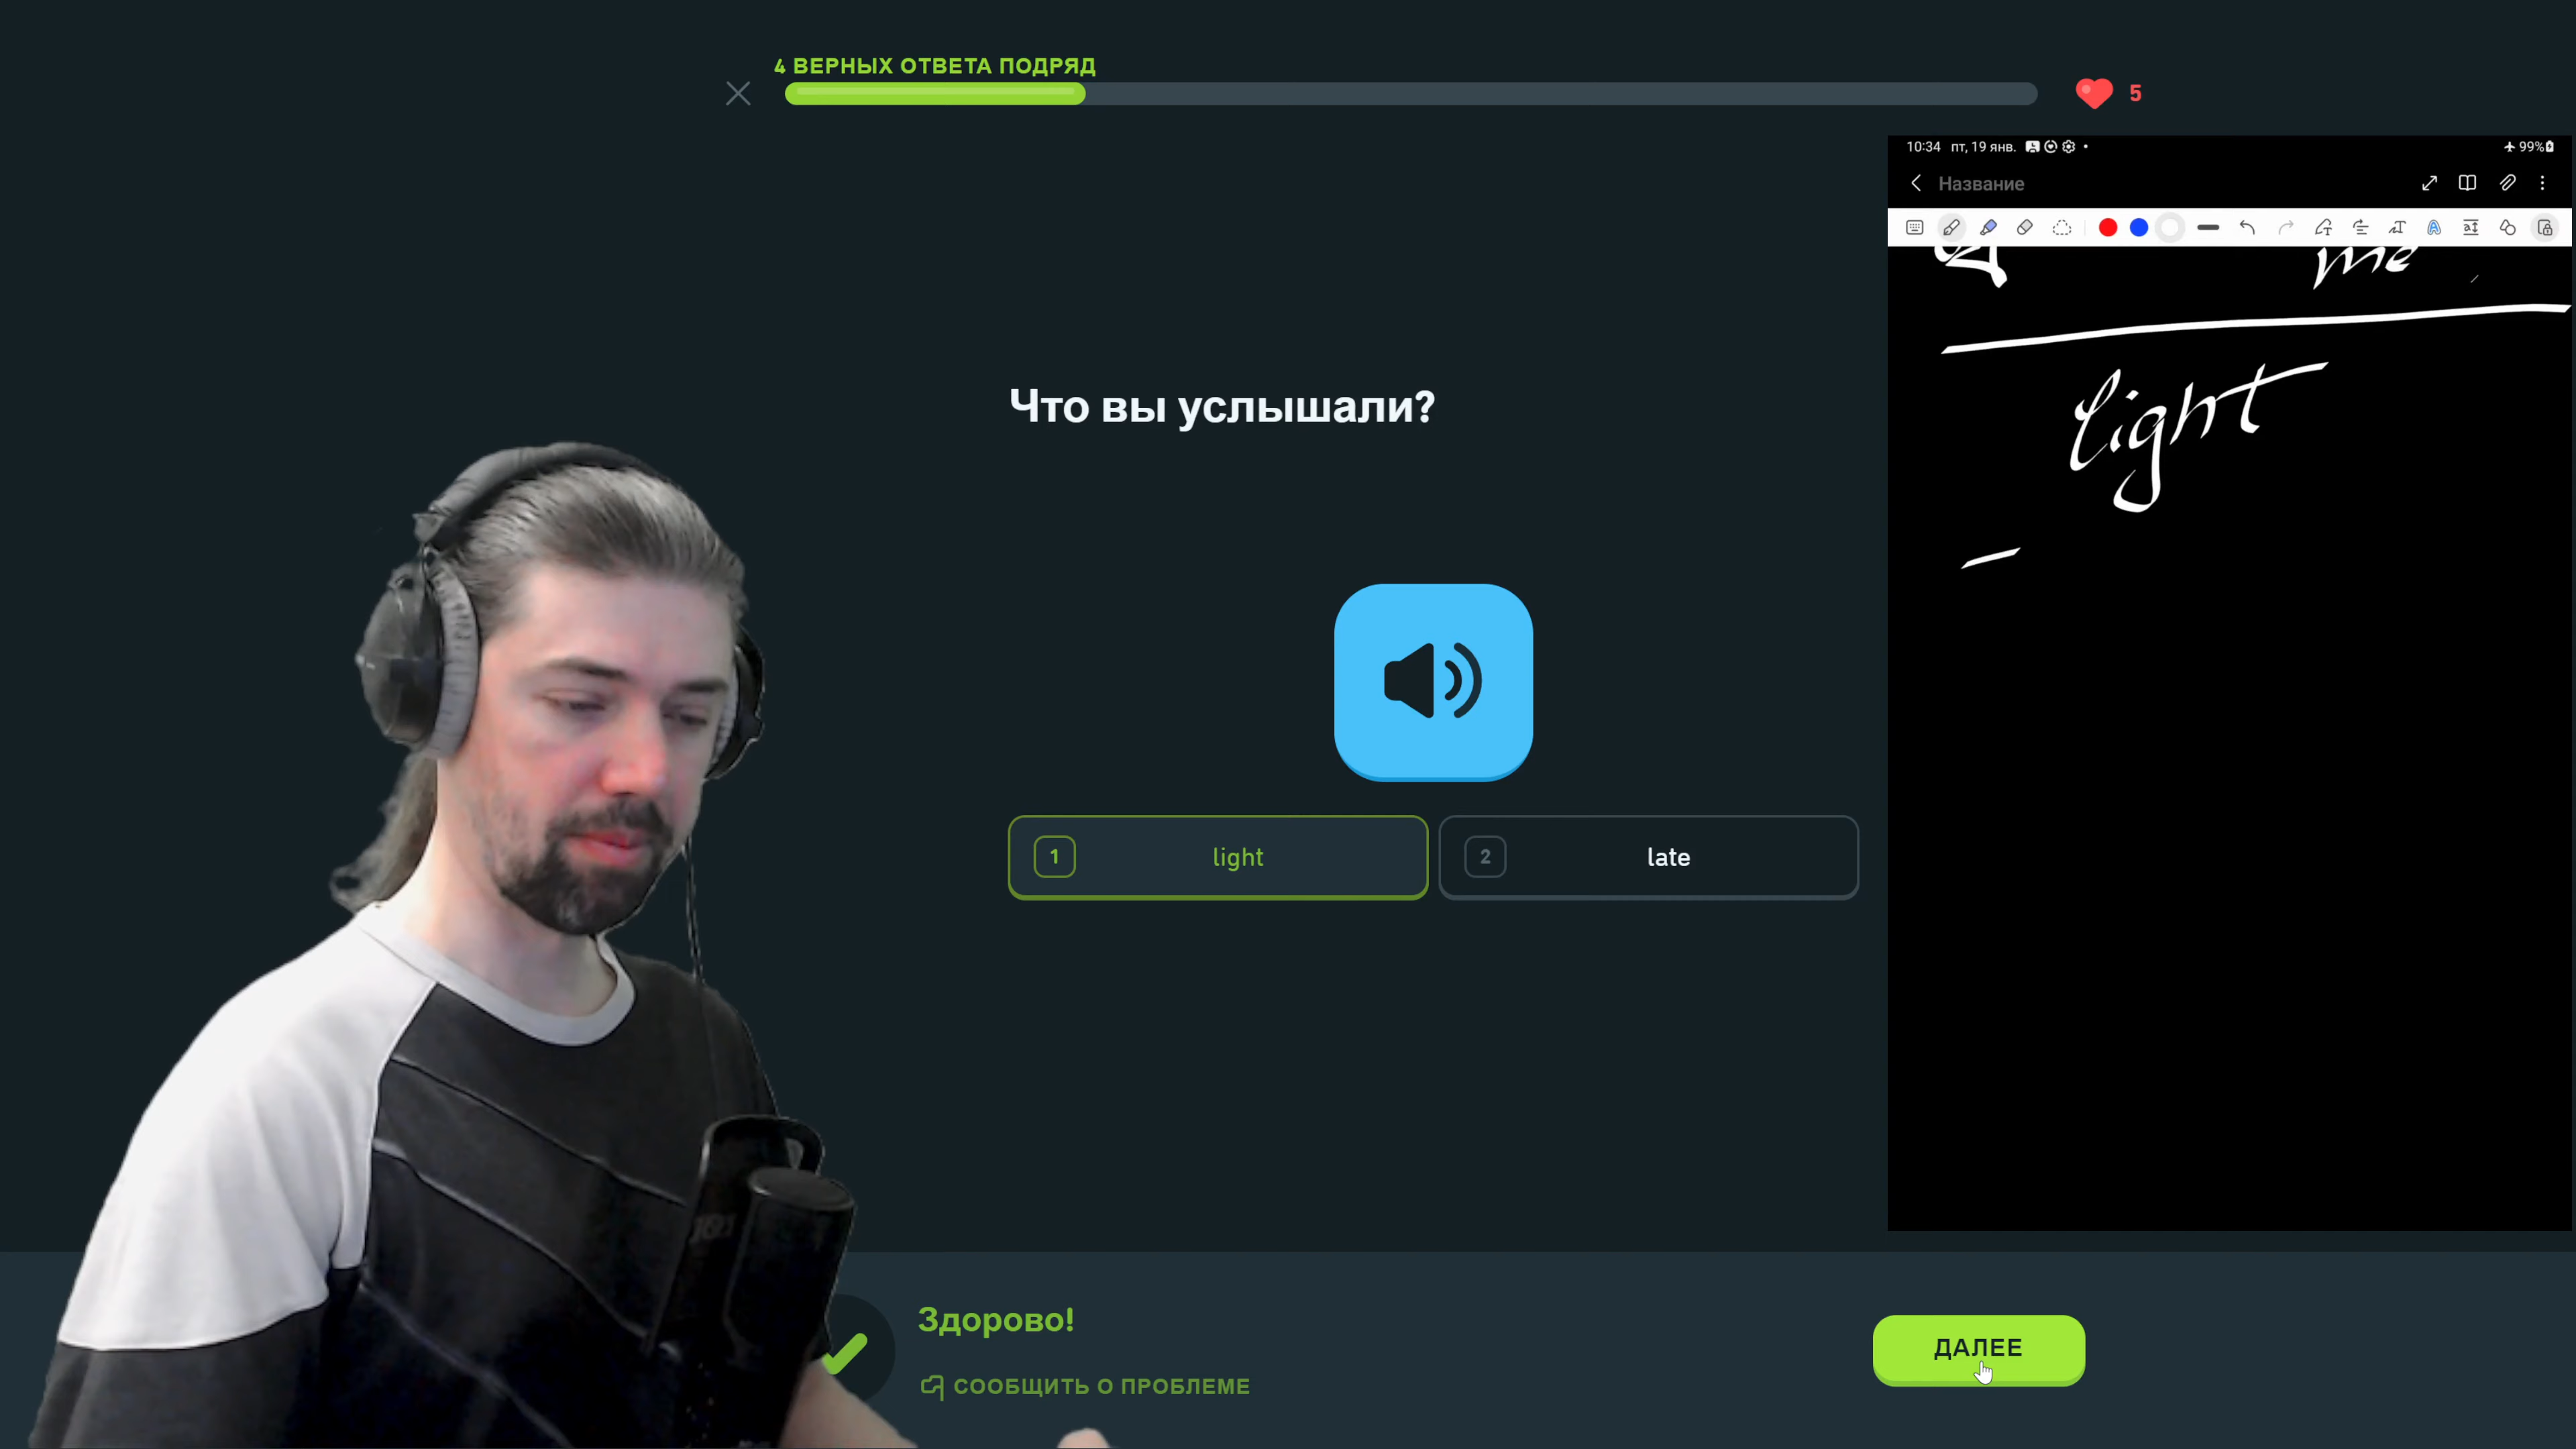 4 ВЕРНЫХ ОТВЕТА ПОДРЯД
5
10:34 пт, 19 янв.
99%
Название
me
light
Что вы услышали?
1 light
2 late
Здорово!
СООБЩИТЬ О ПРОБЛЕМЕ
ДАЛЕЕ